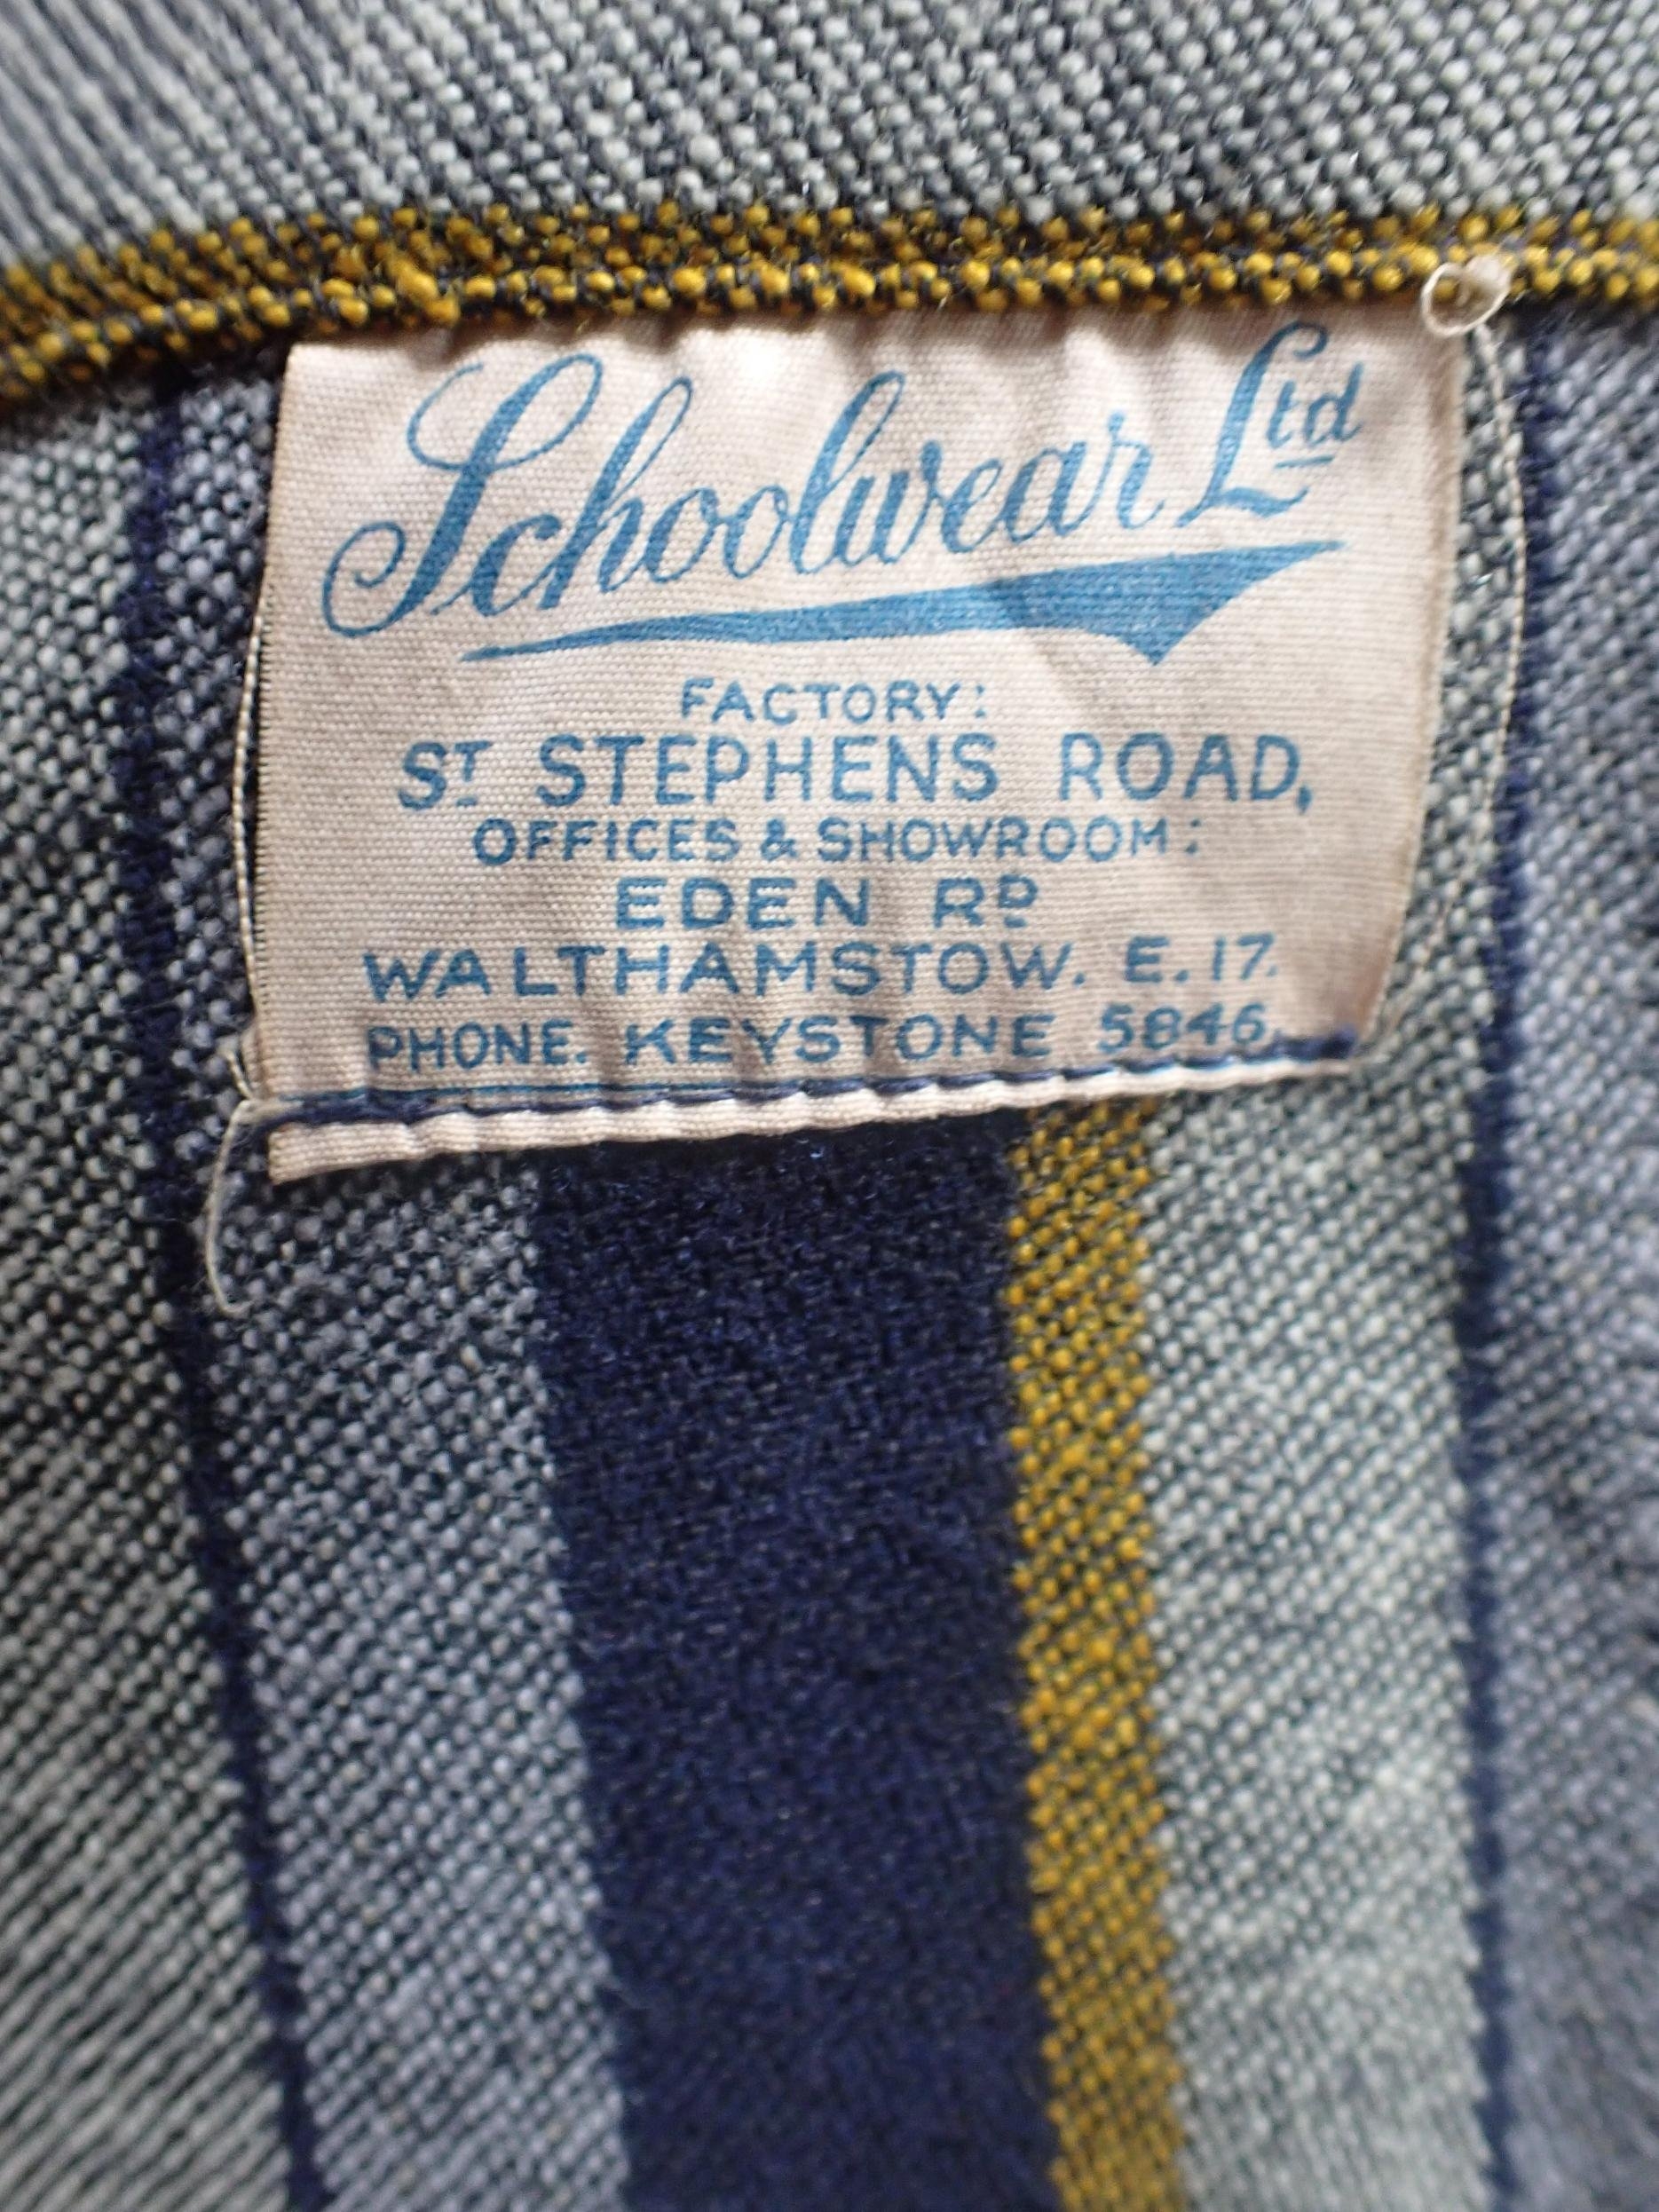 Schoolwear Ltd
FACTORY:
ST STEPHENS ROAD,
OFFICES & SHOWROOM:
EDEN RD
WALTHAMSTOW. E.17.
PHONE. KEYSTONE 5846.